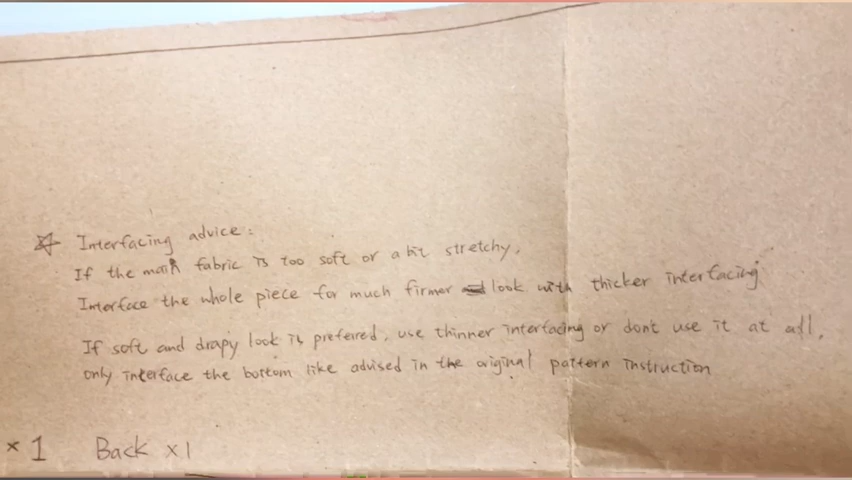 ☆ Interfacing advice:
If the main fabric is too soft or a bit stretchy,
Interface the whole piece for much firmer look with thicker interfacing
If soft and drapy look is preferred, use thinner interfacing or don't use it at all,
only interface the bottom like advised in the original pattern instruction
×1 Back ×1